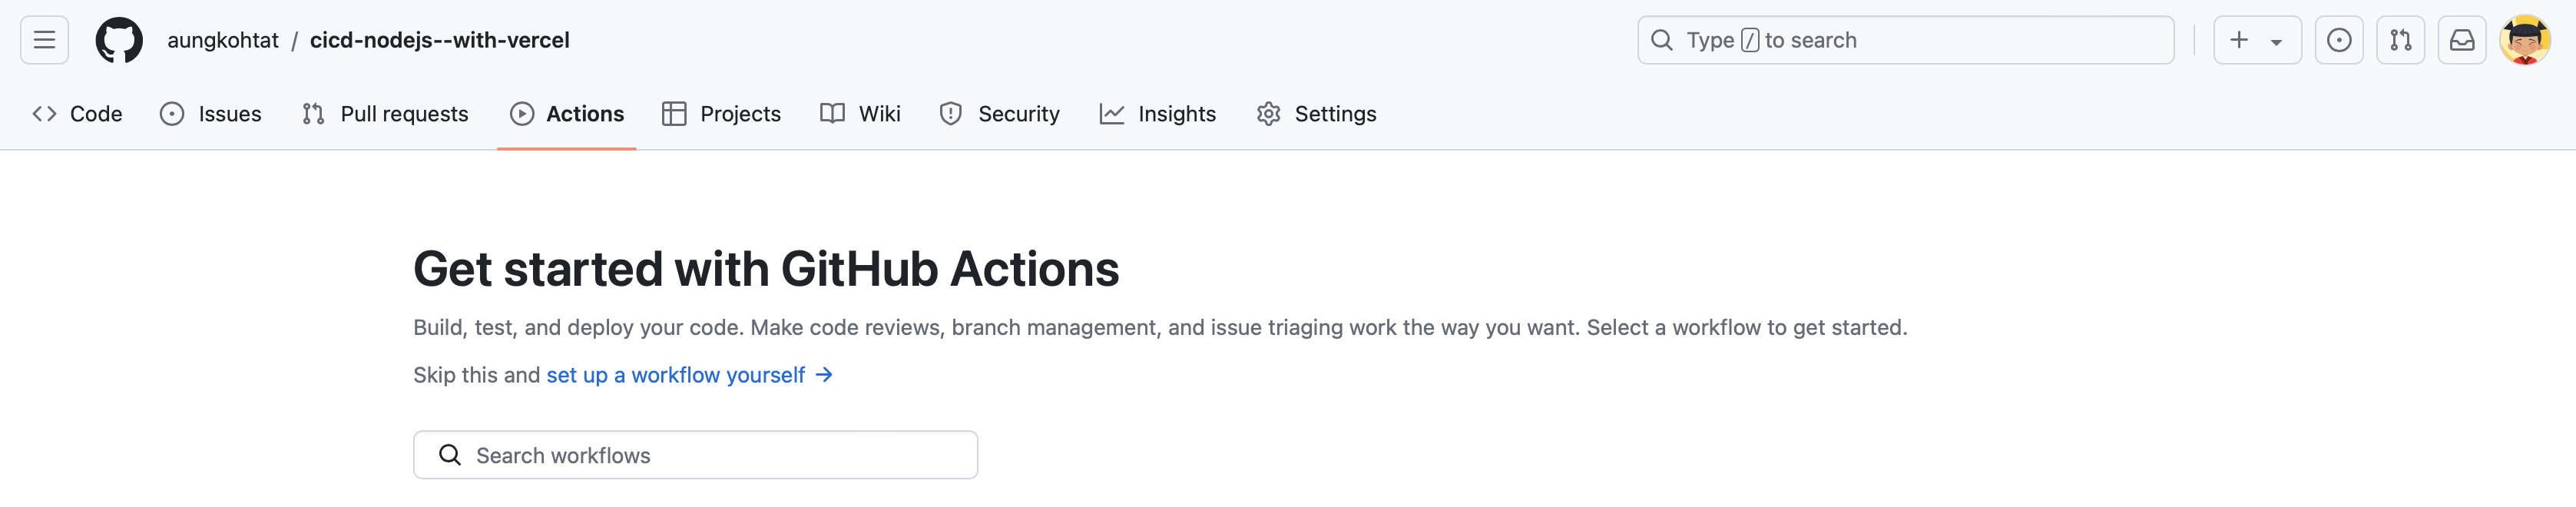 aungkohtat / cicd-nodejs--with-vercel
Type / to search
Code Issues Pull requests Actions Projects Wiki Security Insights Settings
Get started with GitHub Actions
Build, test, and deploy your code. Make code reviews, branch management, and issue triaging work the way you want. Select a workflow to get started.
Skip this and set up a workflow yourself →
Search workflows